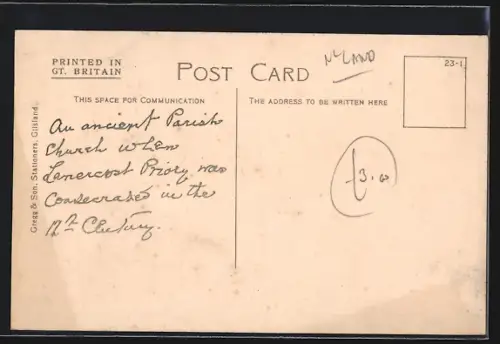 PRINTED IN
GT. BRITAIN
POST CARD
23-1
THIS SPACE FOR COMMUNICATION
THE ADDRESS TO BE WRITTEN HERE
An ancient Parish
Church when
Lanercost Priory was
Consecrated in the
12th Century.
Gregg & Son, Stationers, Gilsland.
LAND
£3.00